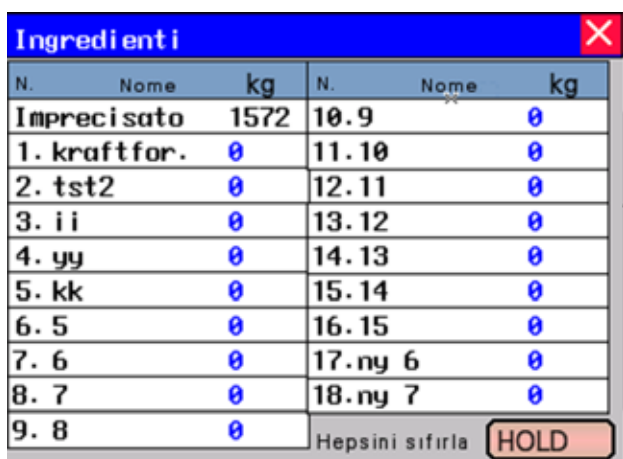 Ingredienti
N. Nome kg N. Nome kg
Imprecisato 1572 10.9 0
1. kraftfor. 0 11.10 0
2. tst2 0 12.11 0
3. ii 0 13.12 0
4. yy 0 14.13 0
5. kk 0 15.14 0
6. 5 0 16.15 0
7. 6 0 17.ny 6 0
8. 7 0 18.ny 7 0
9. 8 0 Hepsini sıfırla HOLD